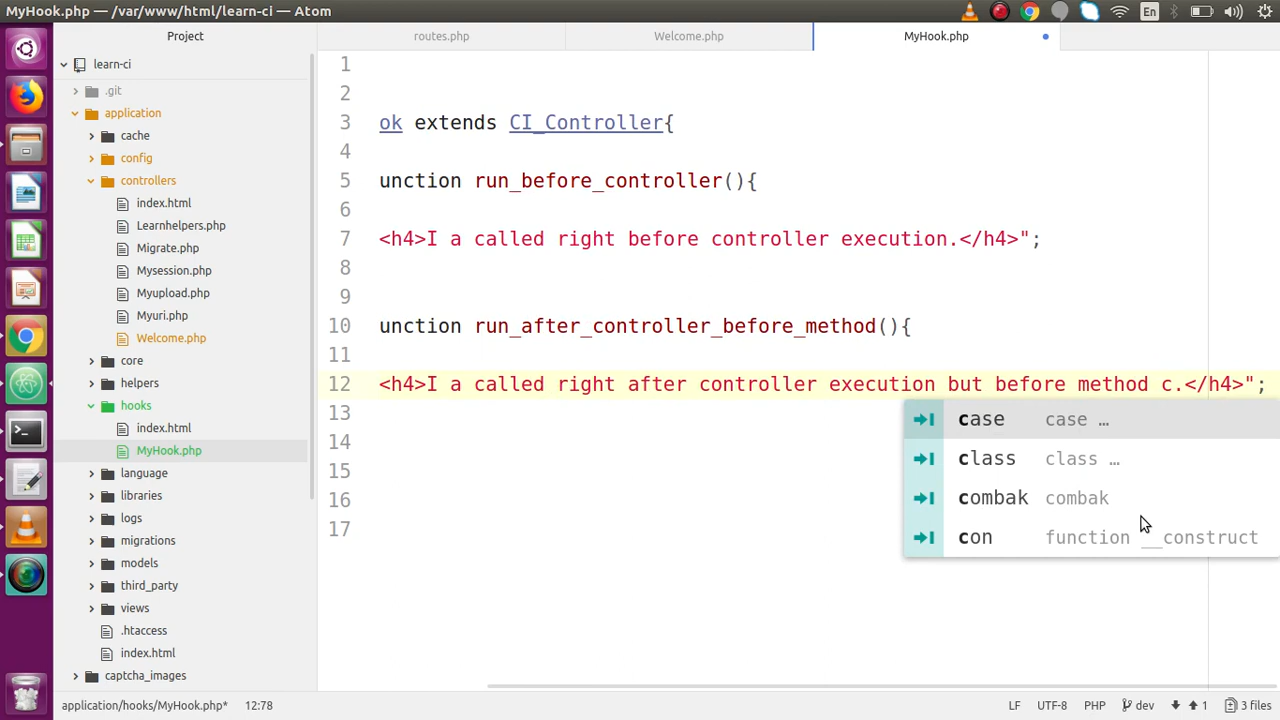 MyHook.php — /var/www/html/learn-ci — Atom
En
Project
routes.php
Welcome.php
MyHook.php
learn-ci
.git
application
cache
config
controllers
index.html
Learnhelpers.php
Migrate.php
Mysession.php
Myupload.php
Myuri.php
Welcome.php
core
helpers
hooks
index.html
MyHook.php
language
libraries
logs
migrations
models
third_party
views
.htaccess
index.html
captcha_images
1
2
3 ok extends CI_Controller{
4
5 unction run_before_controller(){
6
7 <h4>I a called right before controller execution.</h4>";
8
9
10 unction run_after_controller_before_method(){
11
12 <h4>I a called right after controller execution but before method c.</h4>";
13
14
15
16
17
case case …
class class …
combak combak
con function __construct
application/hooks/MyHook.php* 12:78
LF UTF-8 PHP dev 1 3 files